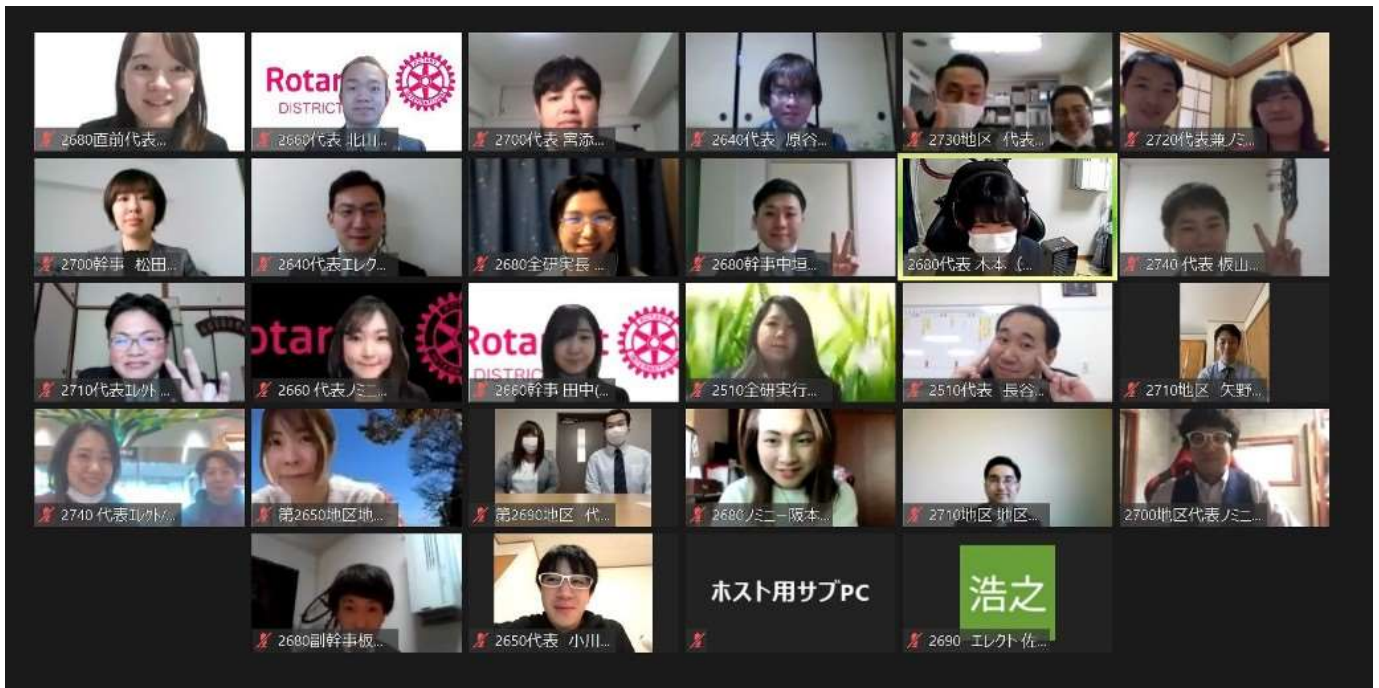 2680直前代表...
Rotar
DISTRICT
2660代表 北山...
2700代表 宮添...
2640代表 原谷...
2730地区 代表...
2720代表兼ノミ...
2700幹事 松田...
2640代表エレク...
2680全研実長...
2680幹事中垣...
2680代表 木本 (...
2740 代表 板山...
2710代表エレクト...
otar
2660 代表ノミニ...
Rota t
DISTRIC
2660幹事 田中(...
2510全研実行...
2510代表 長谷...
2710地区 矢野...
2740 代表エレクト/...
第2650地区地...
第2690地区 代...
2680ノミニー阪本...
2710地区 地区...
2700地区代表ノミニ...
2680副幹事板...
2650代表 小川...
ホスト用サブPC
浩之
2690 エレクト 佐...